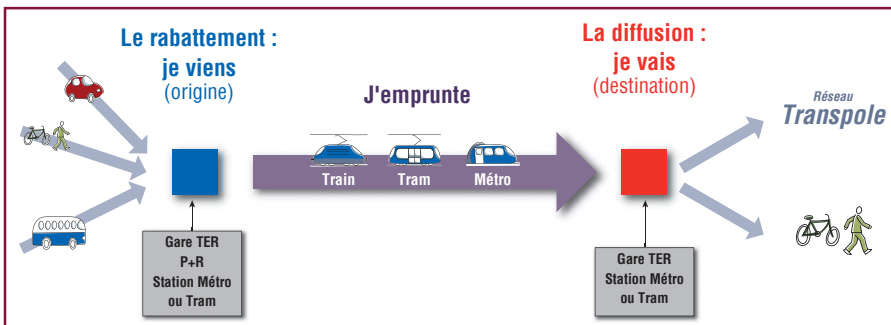 Le rabattement :
je viens
(origine)
J'emprunte
La diffusion :
je vais
(destination)
Réseau
Transpole
Train
Tram
Métro
Gare TER
P+R
Station Métro
ou Tram
Gare TER
Station Métro
ou Tram